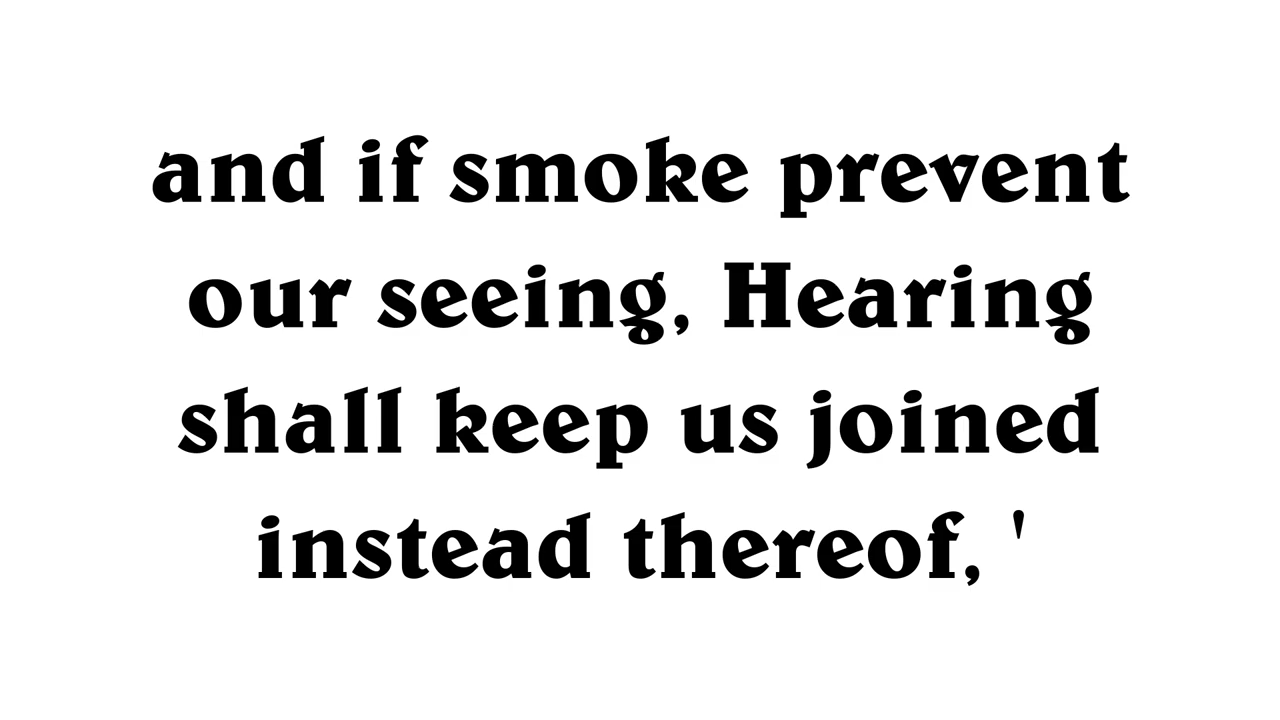 and if smoke prevent
our seeing, Hearing
shall keep us joined
instead thereof, '